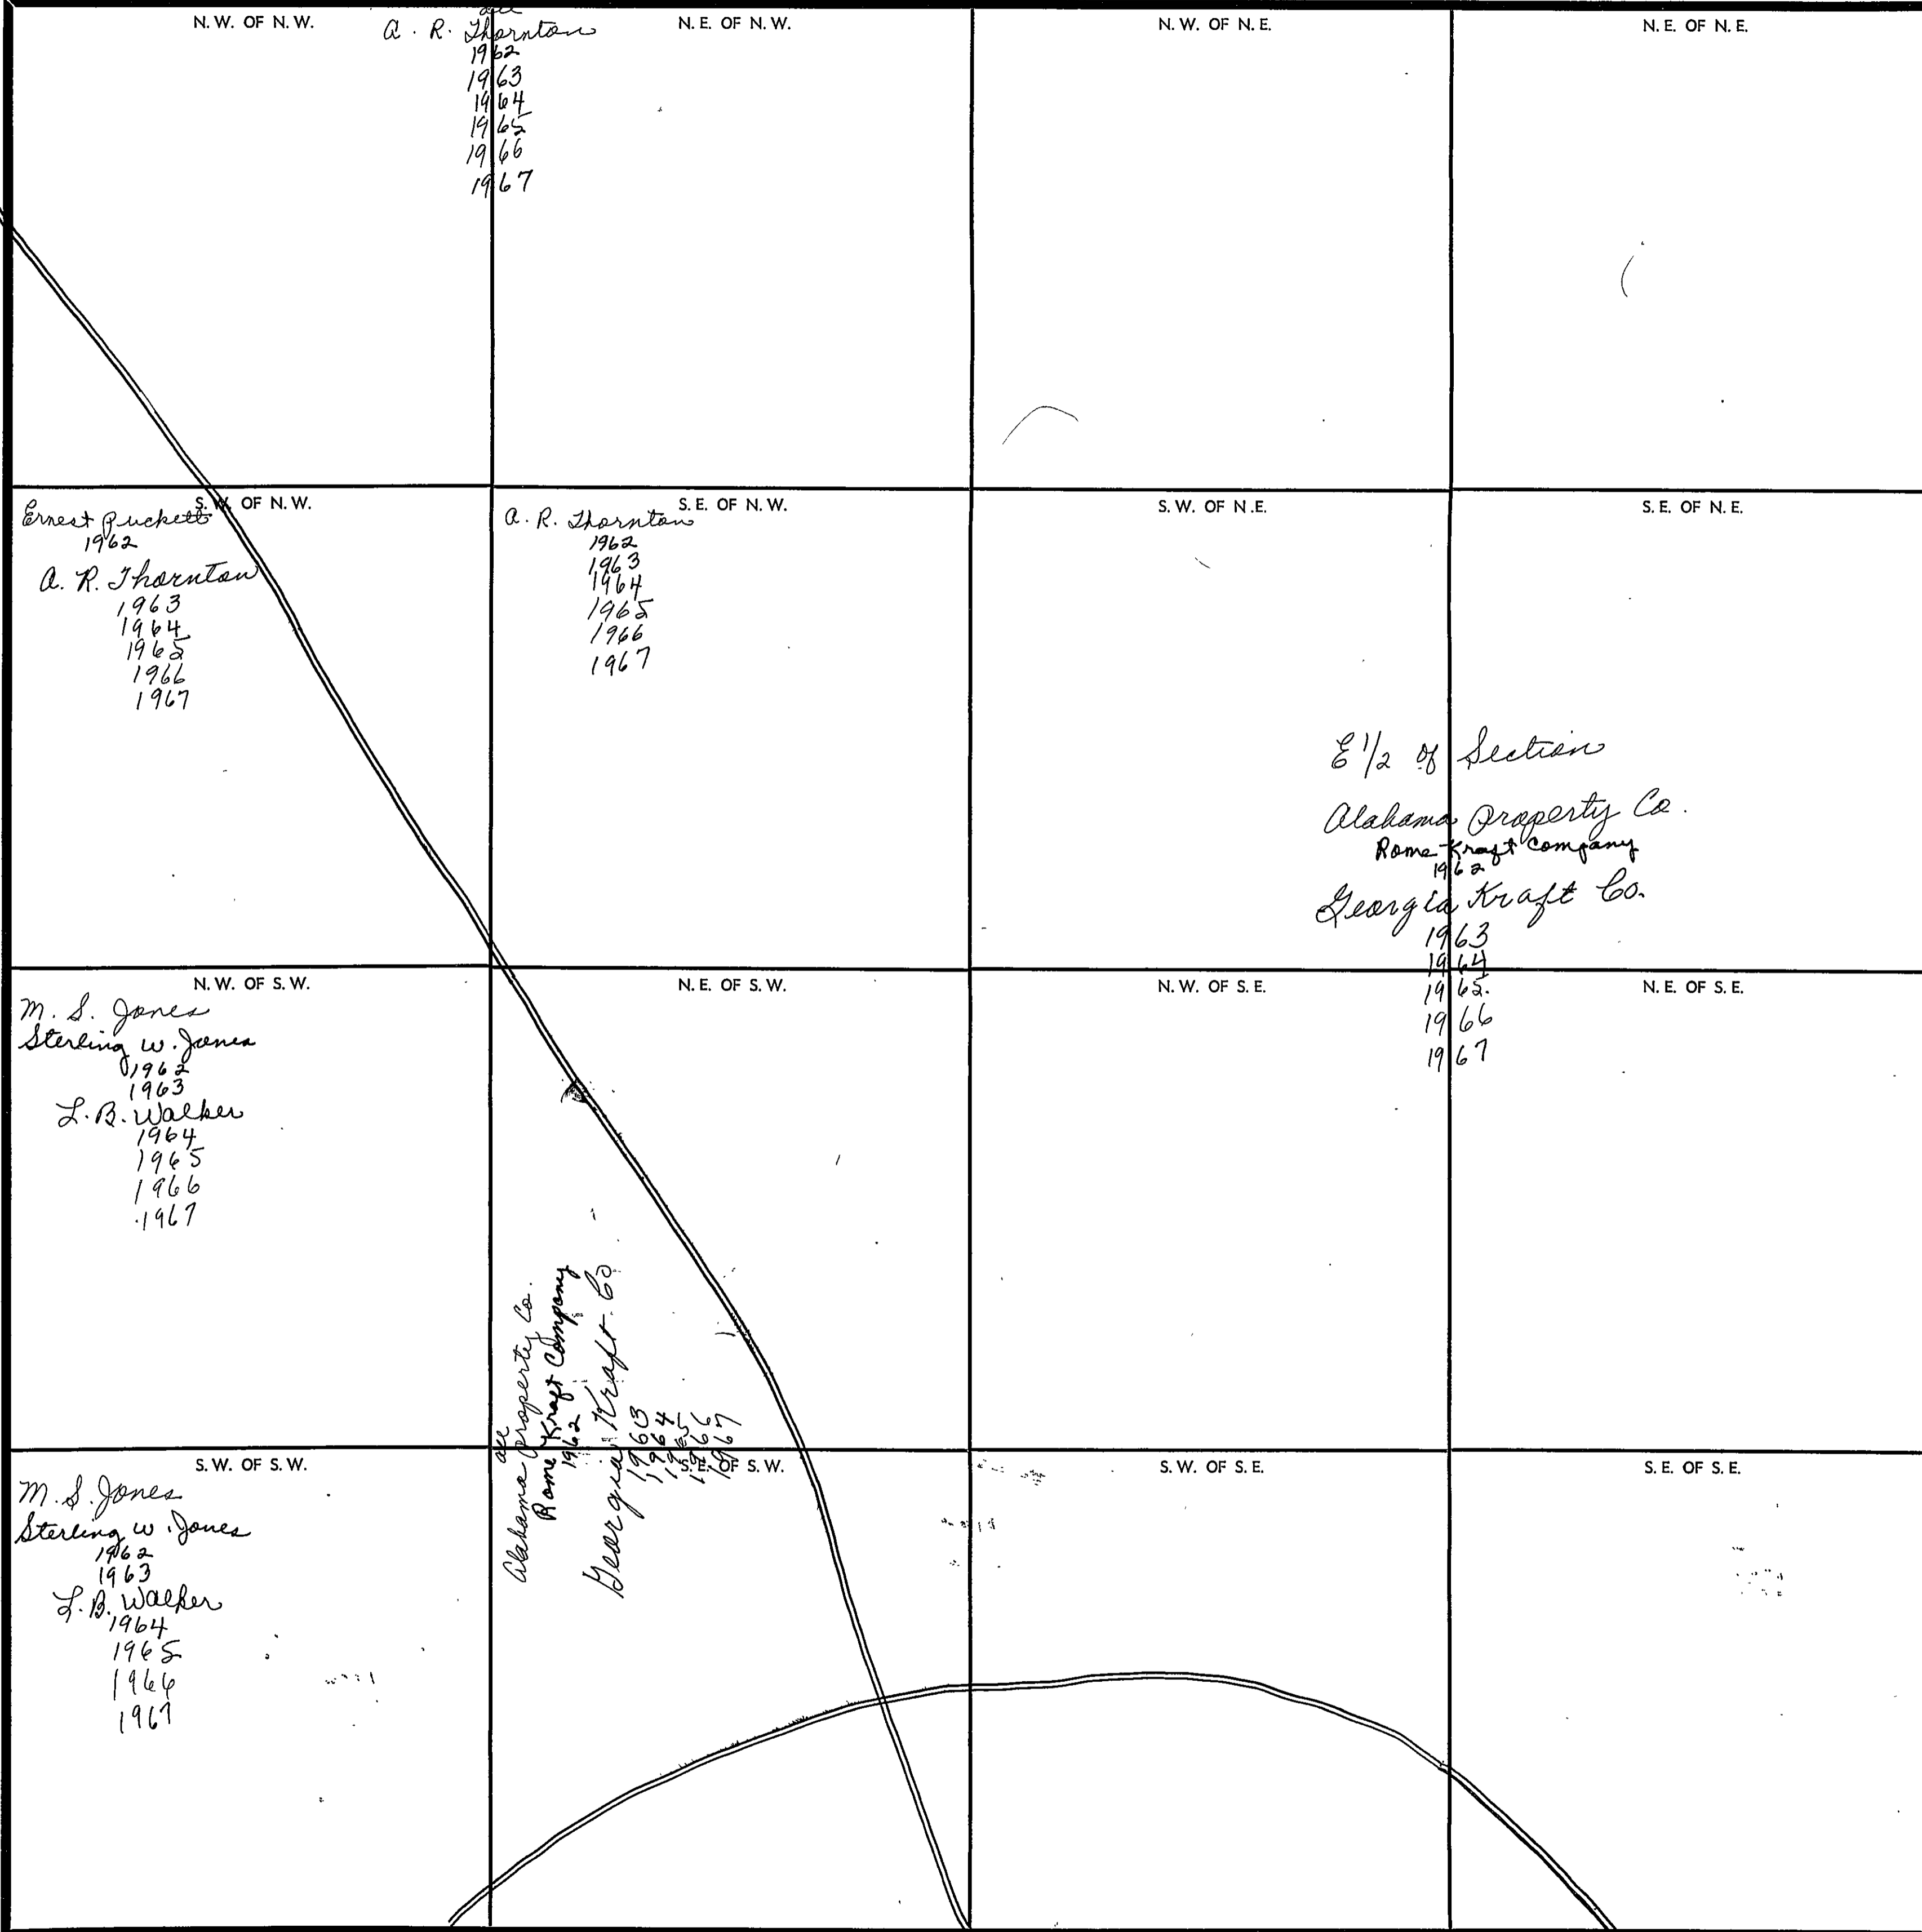 N. W. OF N. W.
all
A. R. Thornton
1962
1963
1964
1965
1966
1967
N. E. OF N. W.
N. W. OF N. E.
N. E. OF N. E.
S. W. OF N. W.
Ernest Puckett
1962
A. R. Thornton
1963
1964
1965
1966
1967
S. E. OF N. W.
A. R. Thornton
1962
1963
1964
1965
1966
1967
S. W. OF N. E.
S. E. OF N. E.
E 1/2 of Section
Alabama Property Co.
Rome Kraft Company
1962
Georgia Kraft Co.
1963
1964
1965.
1966
1967
N. W. OF S. W.
M. S. Jones
Sterling W. Jones
1962
1963
L. B. Walker
1964
1965
1966
1967
N. E. OF S. W.
N. W. OF S. E.
N. E. OF S. E.
all
Alabama Property Co.
Rome Kraft Company
1962
Georgia Kraft Co
1963
1964
1965
1966
1967
S. W. OF S. W.
M. S. Jones
Sterling W. Jones
1962
1963
L. B. Walker
1964
1965
1966
1967
S. E. OF S. W.
S. W. OF S. E.
S. E. OF S. E.